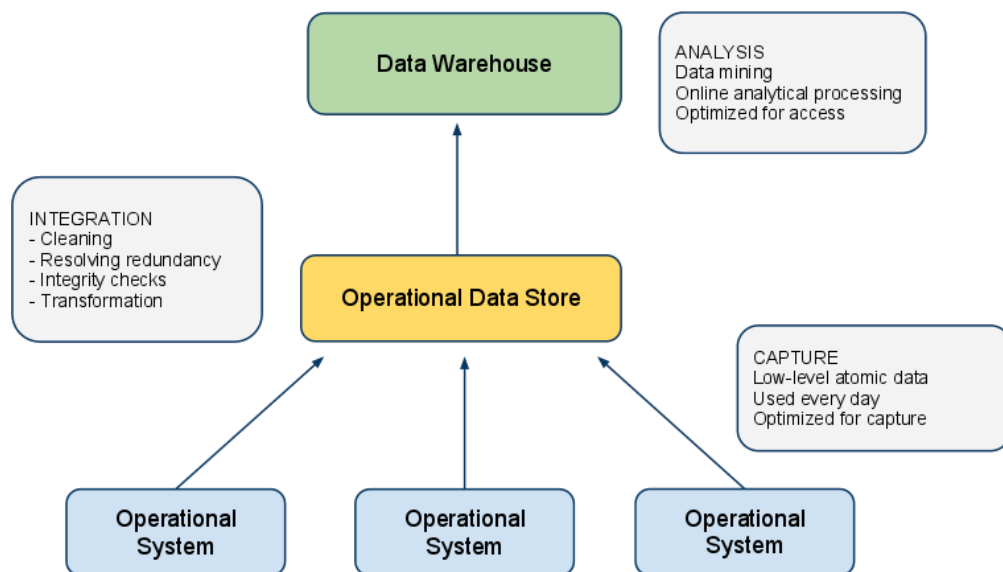 Data Warehouse
ANALYSIS
Data mining
Online analytical processing
Optimized for access
INTEGRATION
- Cleaning
- Resolving redundancy
- Integrity checks
- Transformation
Operational Data Store
CAPTURE
Low-level atomic data
Used every day
Optimized for capture
Operational
System
Operational
System
Operational
System